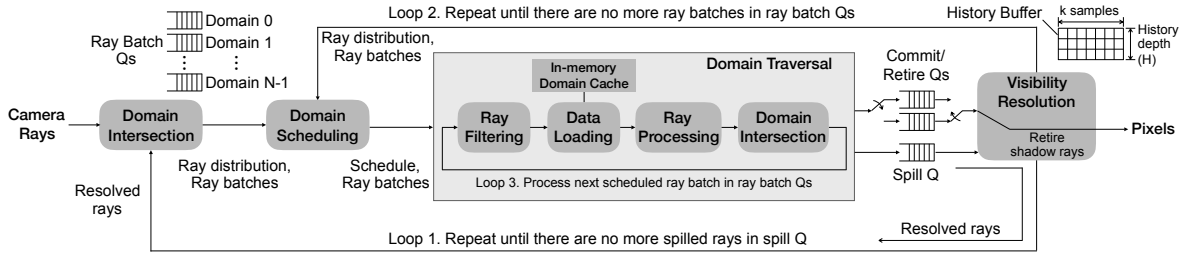 Loop 2. Repeat until there are no more ray batches in ray batch Qs
History Buffer
k samples
History
depth
(H)
Ray Batch
Qs
Domain 0
Domain 1
Domain N-1
Ray distribution,
Ray batches
Domain Traversal
In-memory
Domain Cache
Commit/
Retire Qs
Visibility
Resolution
Camera
Rays
Domain
Intersection
Domain
Scheduling
Ray
Filtering
Data
Loading
Ray
Processing
Domain
Intersection
Retire
shadow rays
Pixels
Ray distribution,
Ray batches
Schedule,
Ray batches
Loop 3. Process next scheduled ray batch in ray batch Qs
Spill Q
Resolved
rays
Resolved rays
Loop 1. Repeat until there are no more spilled rays in spill Q